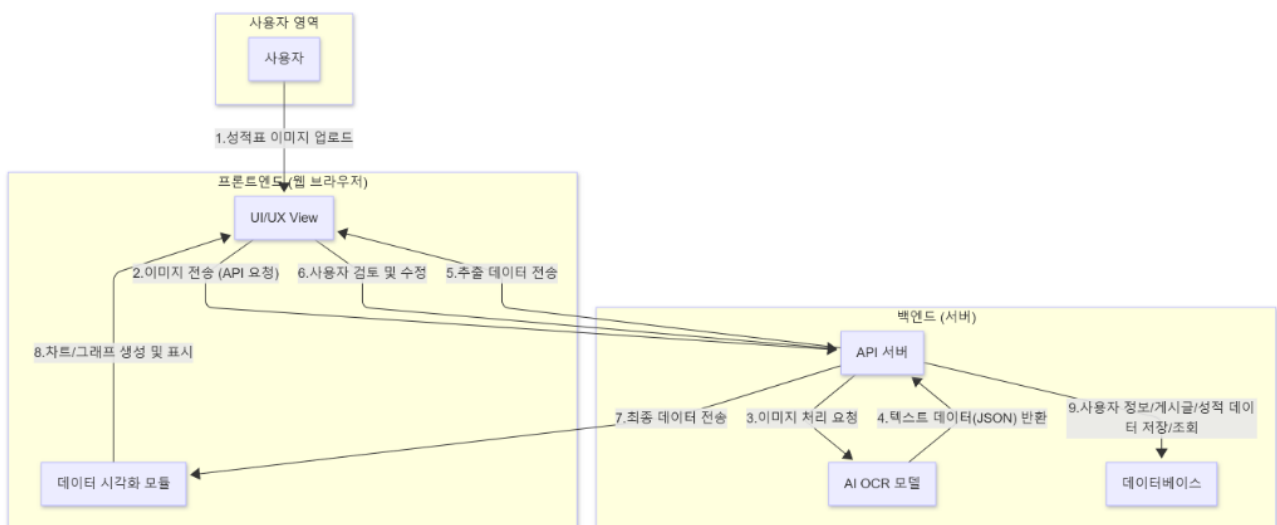 사용자 영역
사용자
1.성적표 이미지 업로드
프론트엔드 (웹 브라우저)
UI/UX View
2.이미지 전송 (API 요청)
6.사용자 검토 및 수정
5.추출 데이터 전송
백엔드 (서버)
API 서버
8.차트/그래프 생성 및 표시
7.최종 데이터 전송
3.이미지 처리 요청
4.텍스트 데이터(JSON) 반환
9.사용자 정보/게시글/성적 데이
터 저장/조회
데이터 시각화 모듈
AI OCR 모델
데이터베이스